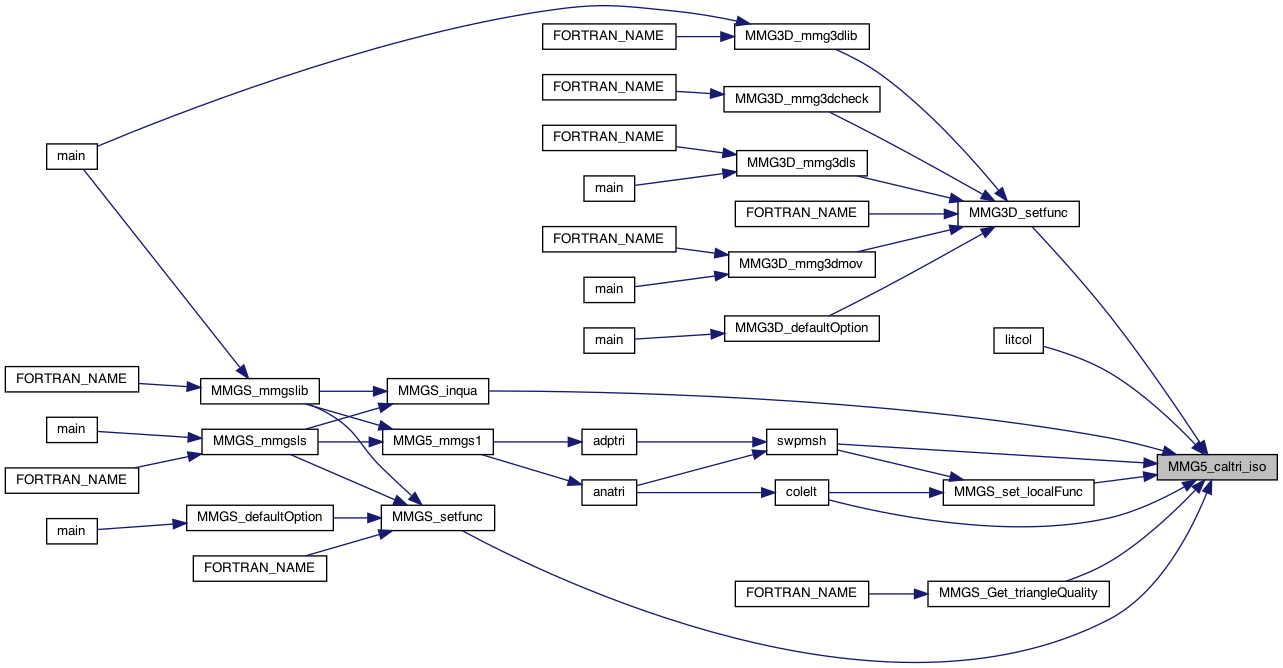 FORTRAN_NAME
MMG3D_mmg3dlib
FORTRAN_NAME
MMG3D_mmg3dcheck
FORTRAN_NAME
main
MMG3D_mmg3dls
main
FORTRAN_NAME
MMG3D_setfunc
FORTRAN_NAME
MMG3D_mmg3dmov
main
main
MMG3D_defaultOption
litcol
FORTRAN_NAME
MMGS_mmgslib
MMGS_inqua
main
MMGS_mmgsls
MMG5_mmgs1
adptri
swpmsh
MMG5_caltri_iso
FORTRAN_NAME
anatri
colelt
MMGS_set_localFunc
main
MMGS_defaultOption
MMGS_setfunc
FORTRAN_NAME
FORTRAN_NAME
MMGS_Get_triangleQuality